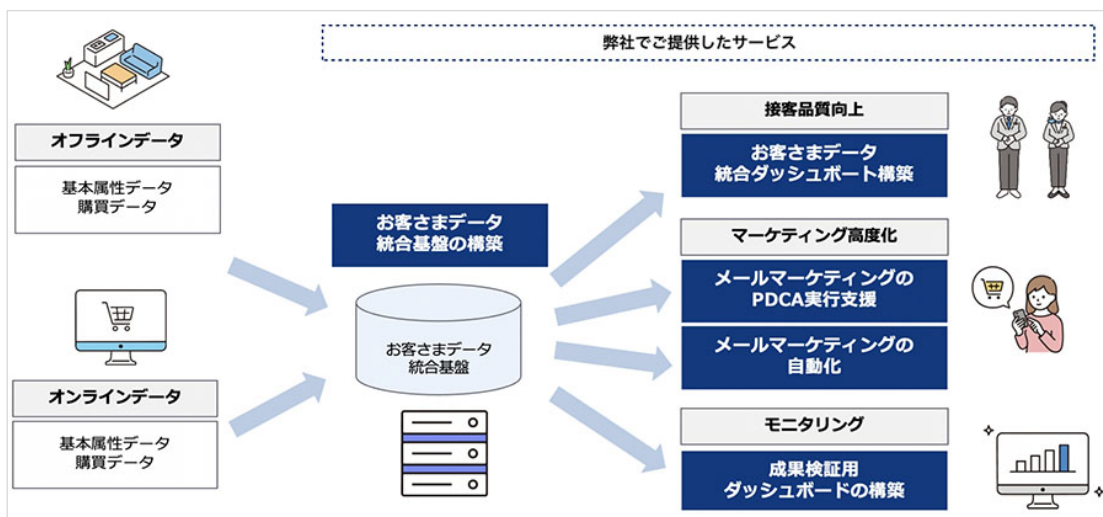 弊社でご提供したサービス
オフラインデータ
基本属性データ
購買データ
オンラインデータ
基本属性データ
購買データ
お客さまデータ
統合基盤の構築
お客さまデータ
統合基盤
接客品質向上
お客さまデータ
統合ダッシュボート構築
マーケティング高度化
メールマーケティングの
PDCA実行支援
メールマーケティングの
自動化
モニタリング
成果検証用
ダッシュボードの構築